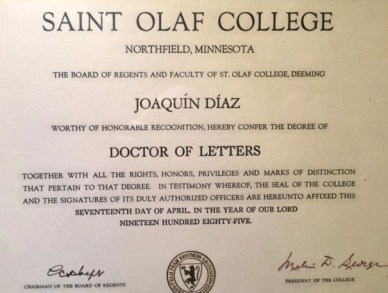 SAINT OLAF COLLEGE
NORTHFIELD, MINNESOTA
THE BOARD OF REGENTS AND FACULTY OF ST. OLAF COLLEGE, DEEMING
JOAQUÍN DÍAZ
WORTHY OF HONORABLE RECOGNITION, HEREBY CONFER THE DEGREE OF
DOCTOR OF LETTERS
TOGETHER WITH ALL THE RIGHTS, HONORS, PRIVILEGES AND MARKS OF DISTINCTION
THAT PERTAIN TO THAT DEGREE. IN TESTIMONY WHEREOF, THE SEAL OF THE COLLEGE
AND THE SIGNATURES OF ITS DULY AUTHORIZED OFFICERS ARE HEREUNTO AFFIXED THIS
SEVENTEENTH DAY OF APRIL, IN THE YEAR OF OUR LORD
NINETEEN HUNDRED EIGHTY-FIVE.
Melvin D. George
CHAIRMAN OF THE BOARD OF REGENTS
PRESIDENT OF THE COLLEGE